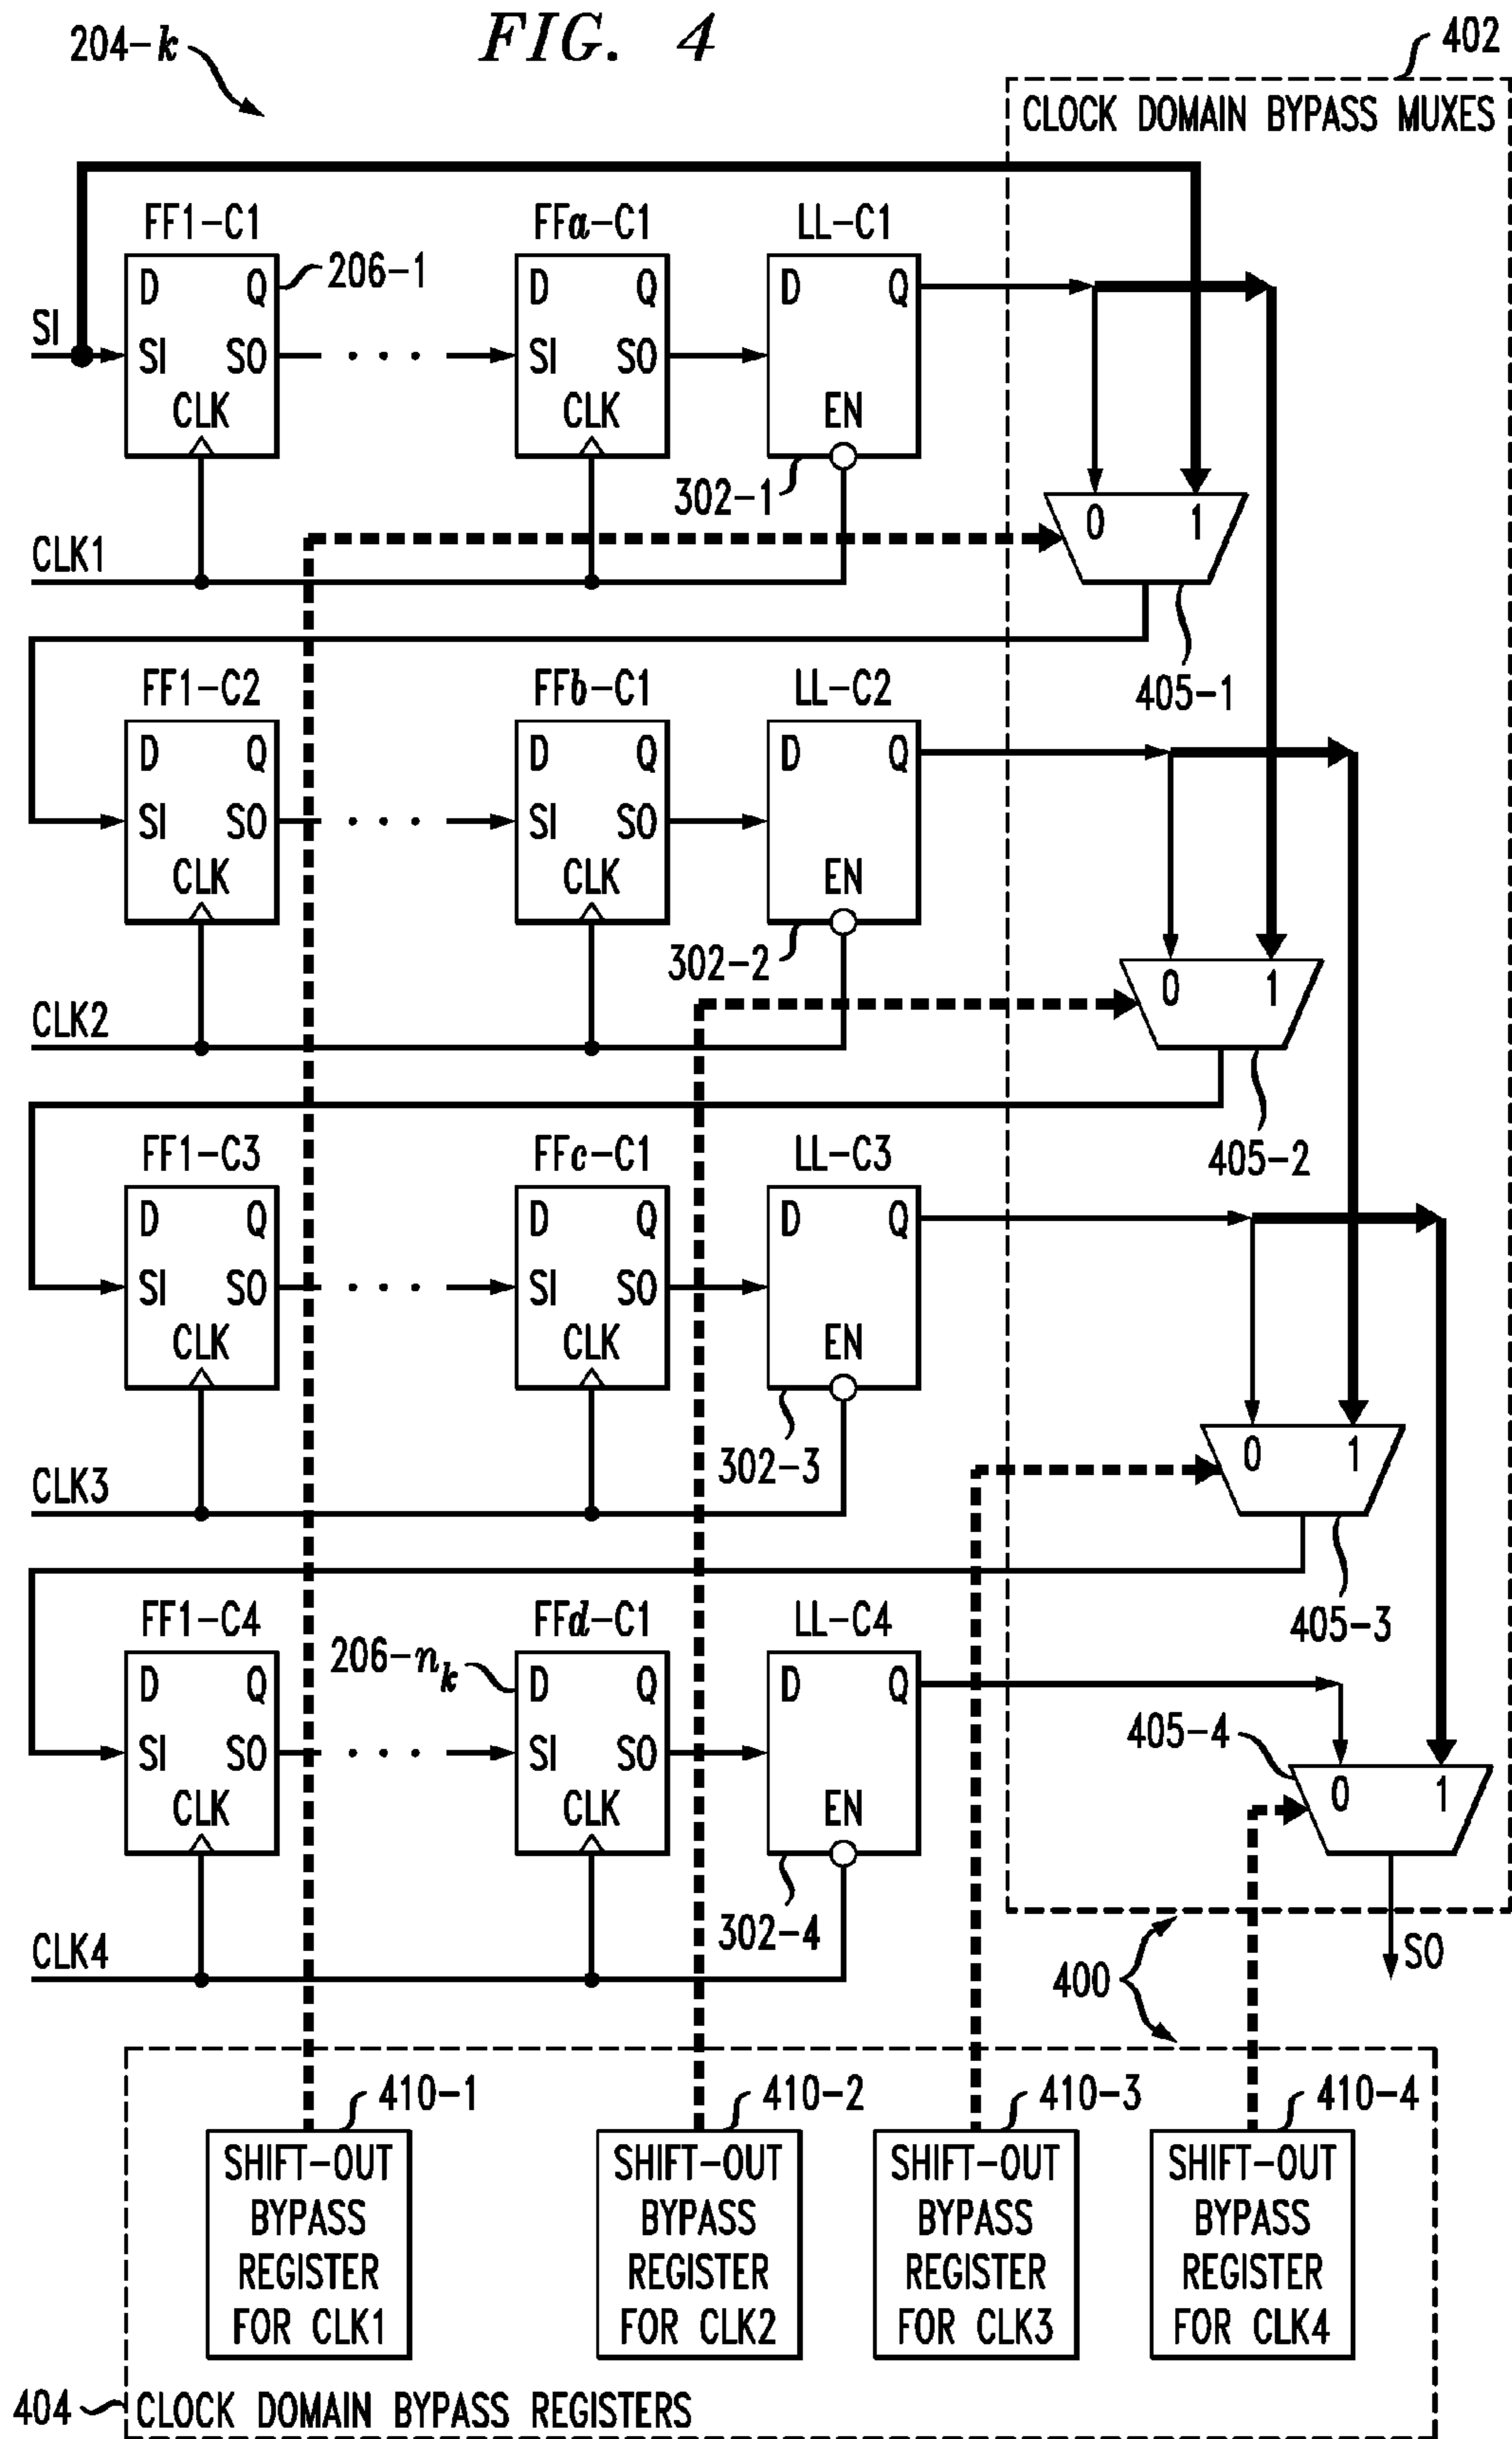 FIG. 4
204-k
402
CLOCK DOMAIN BYPASS MUXES
FF1-C1
FFa-C1
LL-C1
D Q
206-1
D Q
D Q
SI
SI SO
. . .
SI SO
CLK
CLK
EN
302-1
0 1
CLK1
405-1
FF1-C2
FFb-C1
LL-C2
D Q
D Q
D Q
SI SO
. . .
SI SO
CLK
CLK
EN
302-2
0 1
CLK2
405-2
FF1-C3
FFc-C1
LL-C3
D Q
D Q
D Q
SI SO
. . .
SI SO
CLK
CLK
EN
302-3
0 1
CLK3
405-3
FF1-C4
FFd-C1
LL-C4
206-nk
D Q
D Q
D Q
SI SO
. . .
SI SO
405-4
CLK
CLK
EN
0 1
302-4
CLK4
400
SO
410-1
410-2
410-3
410-4
SHIFT-OUT
BYPASS
REGISTER
FOR CLK1
SHIFT-OUT
BYPASS
REGISTER
FOR CLK2
SHIFT-OUT
BYPASS
REGISTER
FOR CLK3
SHIFT-OUT
BYPASS
REGISTER
FOR CLK4
404
CLOCK DOMAIN BYPASS REGISTERS